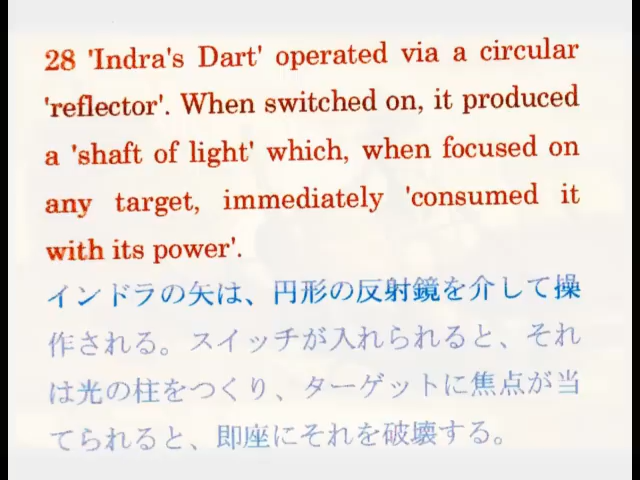 28 'Indra's Dart' operated via a circular
'reflector'. When switched on, it produced
a 'shaft of light' which, when focused on
any target, immediately 'consumed it
with its power'.
インドラの矢は、円形の反射鏡を介して操
作される。スイッチが入れられると、それ
は光の柱をつくり、ターゲットに焦点が当
てられると、即座にそれを破壊する。